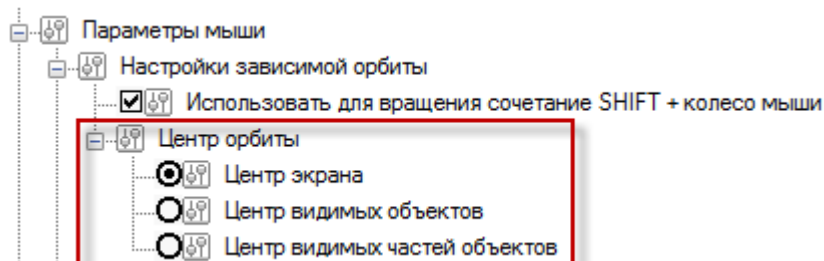 Параметры мыши
Настройки зависимой орбиты
Использовать для вращения сочетание SHIFT + колесо мыши
Центр орбиты
Центр экрана
Центр видимых объектов
Центр видимых частей объектов